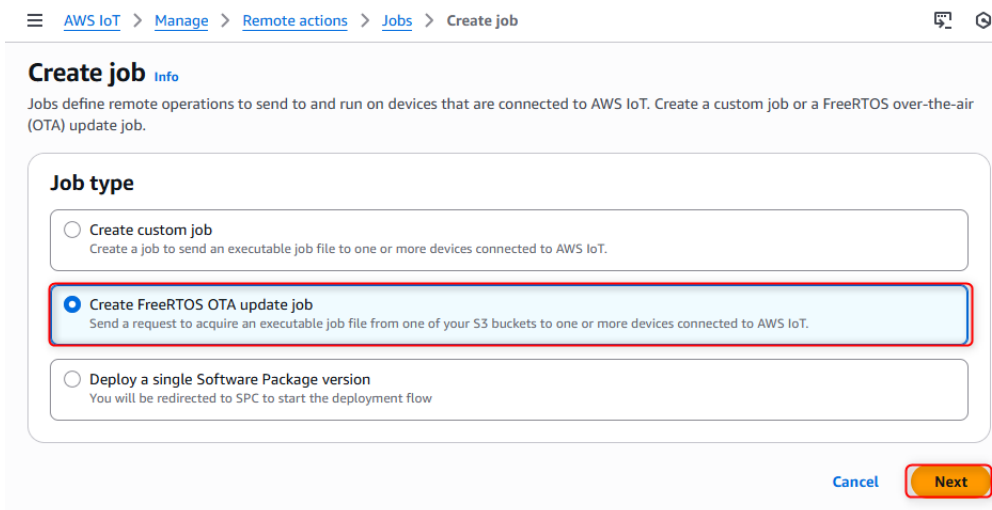 AWS IoT > Manage > Remote actions > Jobs > Create job
Create job Info
Jobs define remote operations to send to and run on devices that are connected to AWS IoT. Create a custom job or a FreeRTOS over-the-air
(OTA) update job.
Job type
Create custom job
Create a job to send an executable job file to one or more devices connected to AWS IoT.
Create FreeRTOS OTA update job
Send a request to acquire an executable job file from one of your S3 buckets to one or more devices connected to AWS IoT.
Deploy a single Software Package version
You will be redirected to SPC to start the deployment flow
Cancel Next